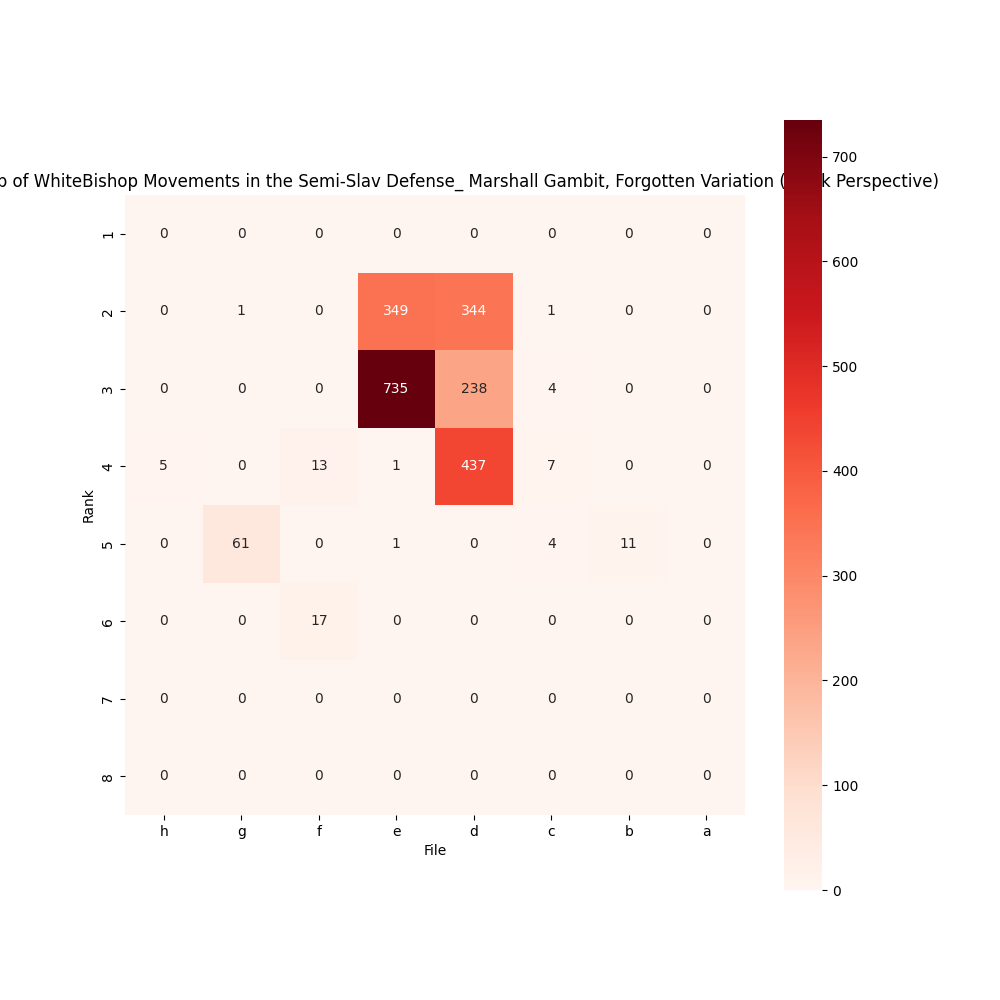 of WhiteBishop Movements in the Semi-Slav Defense_ Marshall Gambit, Forgotten Variation ( Perspective)
700
600
500
400
300
200
100
0
Rank
1 0 0 0 0 0 0 0 0
2 0 1 0 349 344 1 0 0
3 0 0 0 735 238 4 0 0
4 5 0 13 1 437 7 0 0
5 0 61 0 1 0 4 11 0
6 0 0 17 0 0 0 0 0
7 0 0 0 0 0 0 0 0
8 0 0 0 0 0 0 0 0
h g f e d c b a
File